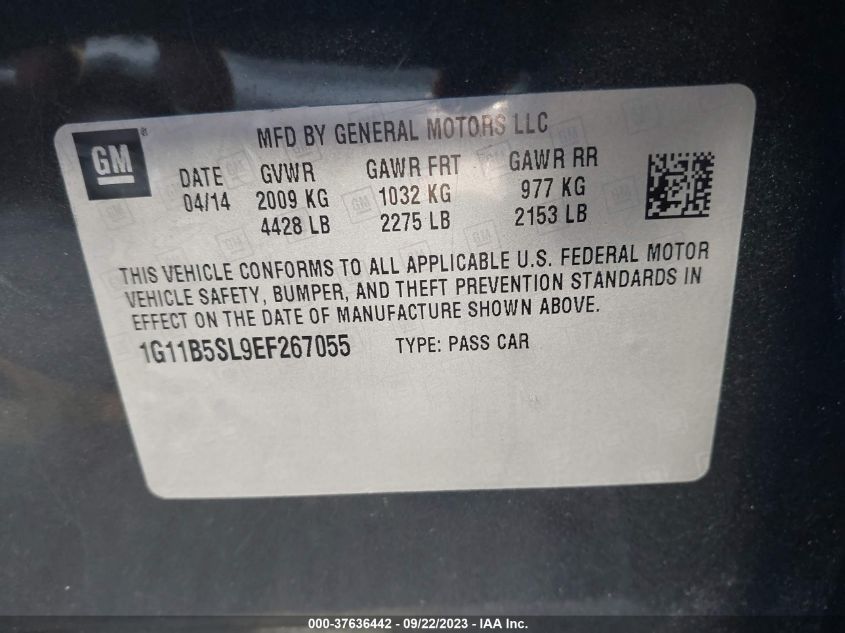 GM
MFD BY GENERAL MOTORS LLC
DATE GVWR GAWR FRT GAWR RR
04/14 2009 KG 1032 KG 977 KG
4428 LB 2275 LB 2153 LB
THIS VEHICLE CONFORMS TO ALL APPLICABLE U.S. FEDERAL MOTOR
VEHICLE SAFETY, BUMPER, AND THEFT PREVENTION STANDARDS IN
EFFECT ON THE DATE OF MANUFACTURE SHOWN ABOVE.
1G11B5SL9EF267055 TYPE: PASS CAR
000-37636442 - 09/22/2023 - IAA Inc.